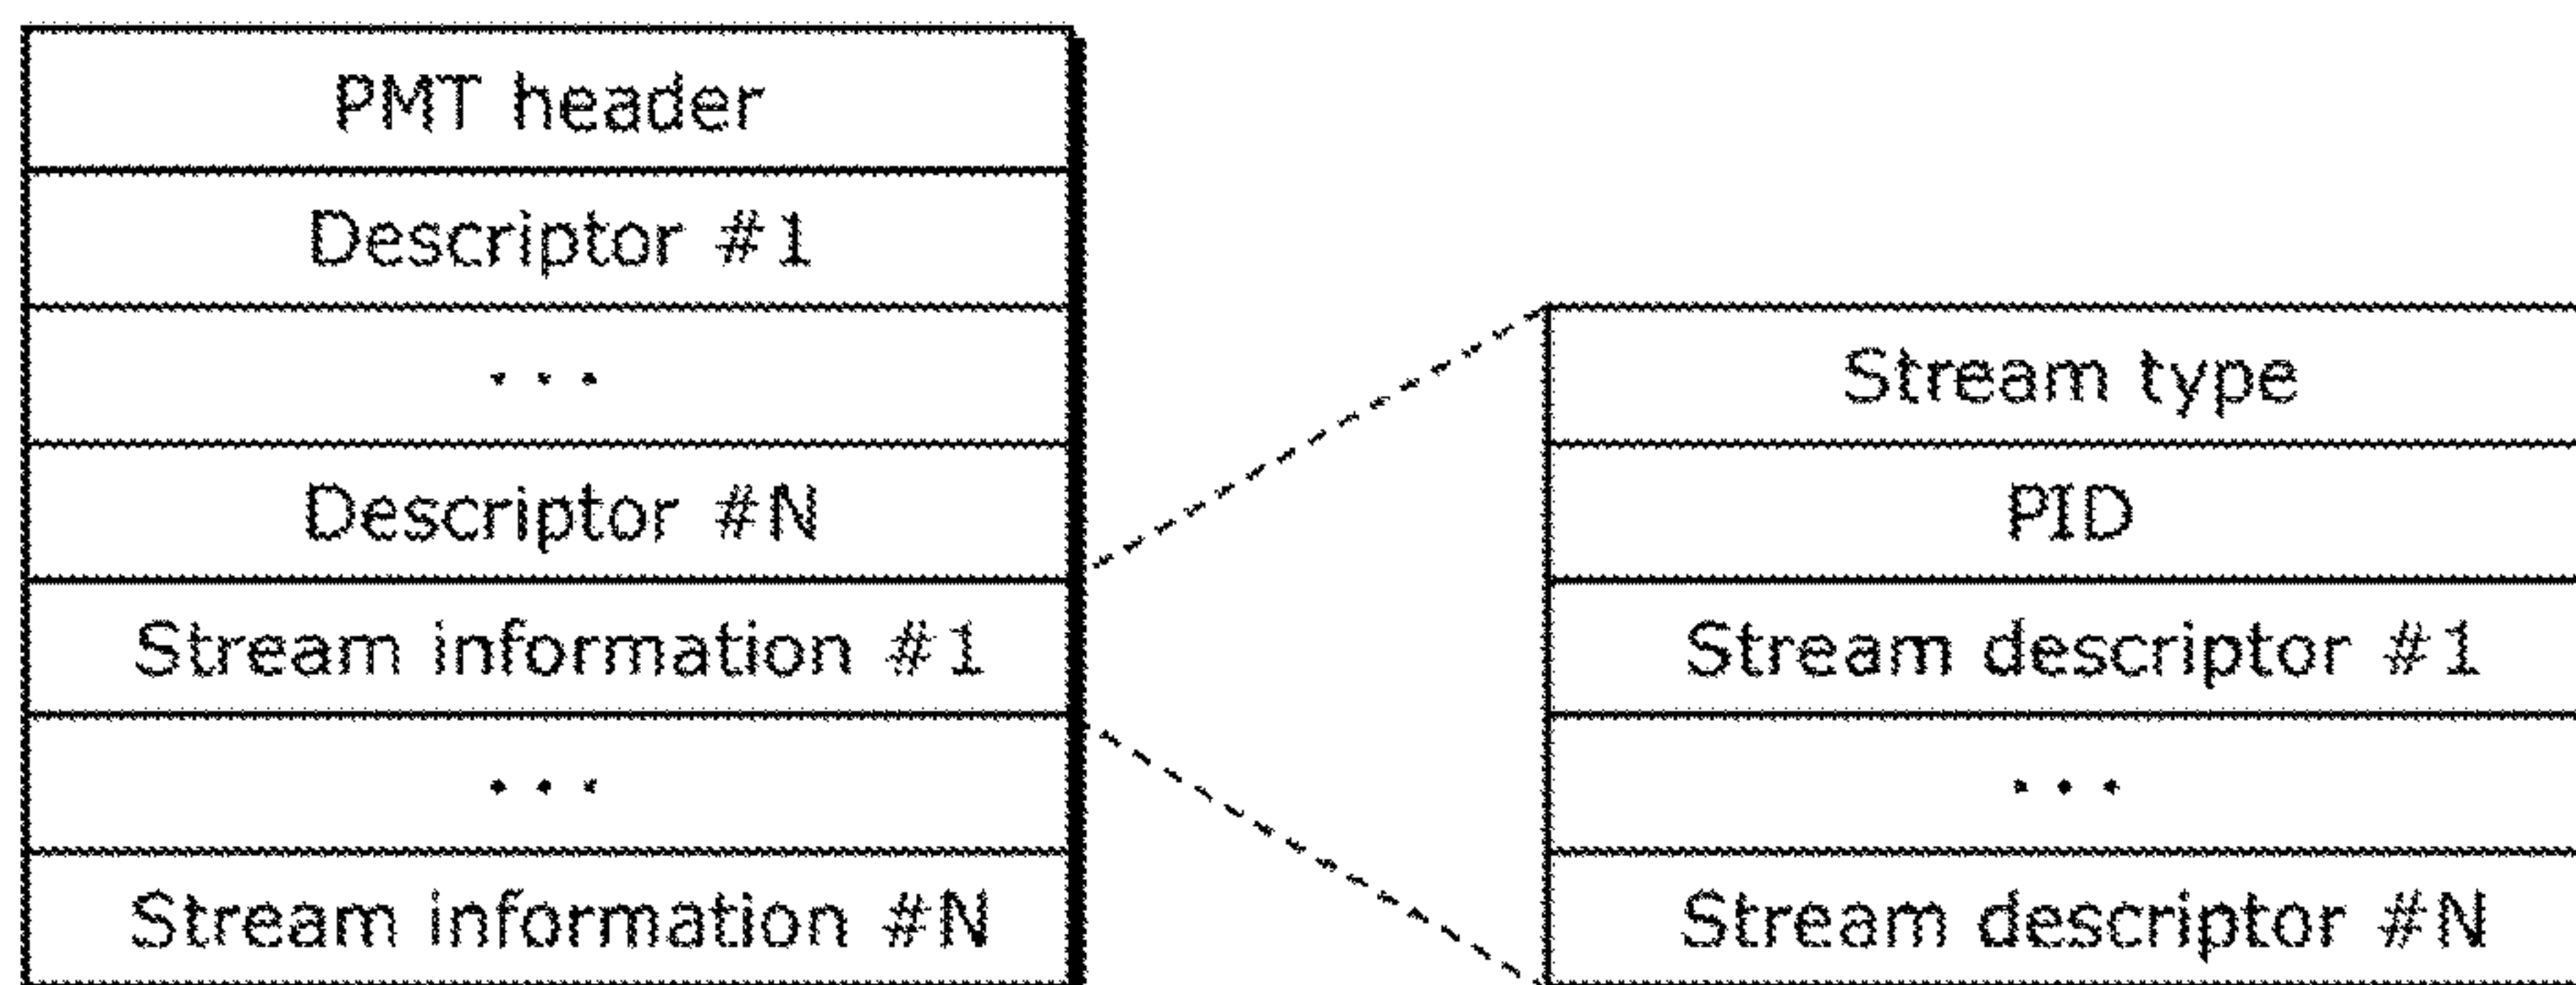 PMT header
Descriptor #1
...
Descriptor #N
Stream information #1
...
Stream information #N
Stream type
PID
Stream descriptor #1
...
Stream descriptor #N